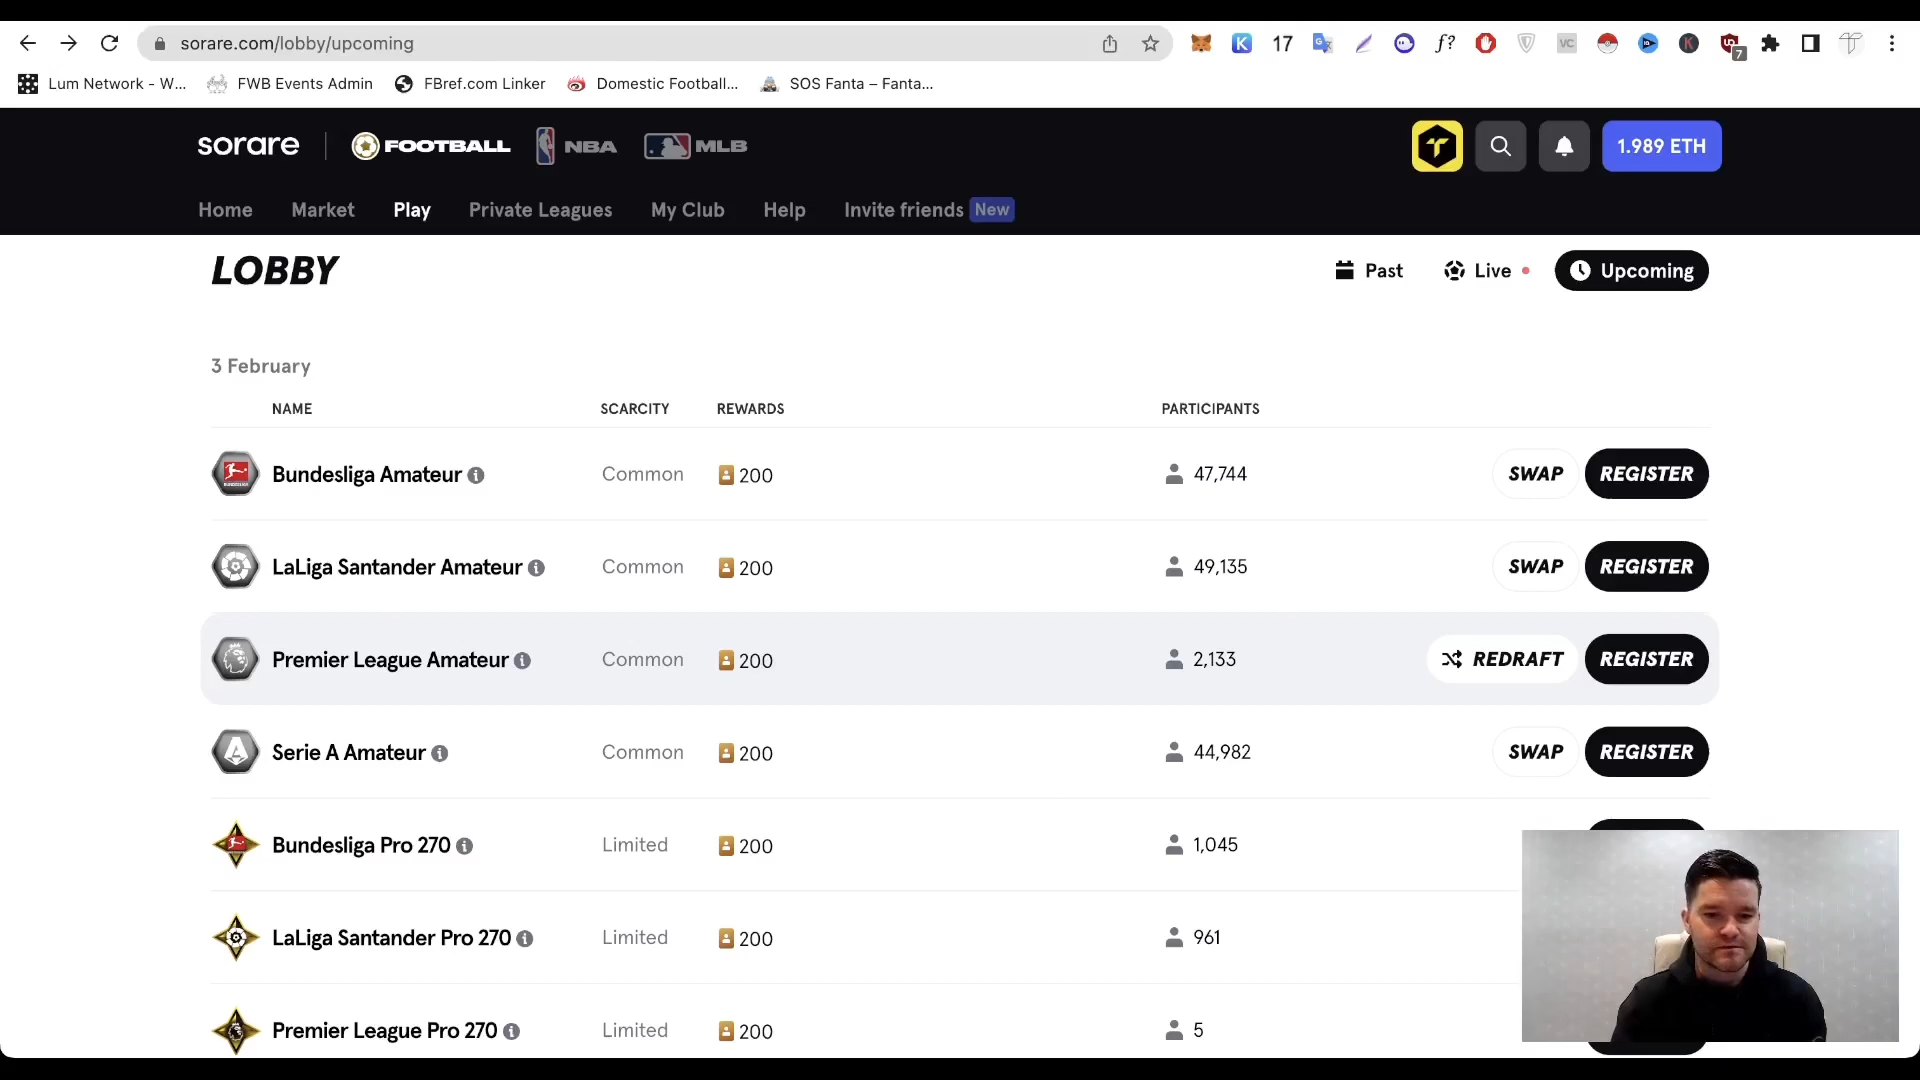 sorare.com/lobby/upcoming
17
f?
VC
K
K
7
Lum Network - W...
FWB Events Admin
FBref.com Linker
Domestic Football...
SOS Fanta – Fanta...
sorare
FOOTBALL
NBA
MLB
1.989 ETH
Home
Market
Play
Private Leagues
My Club
Help
Invite friends New
LOBBY
Past
Live
Upcoming
3 February
NAME SCARCITY REWARDS PARTICIPANTS
Bundesliga Amateur Common 200 47,744 SWAP REGISTER
LaLiga Santander Amateur Common 200 49,135 SWAP REGISTER
Premier League Amateur Common 200 2,133 REDRAFT REGISTER
Serie A Amateur Common 200 44,982 SWAP REGISTER
Bundesliga Pro 270 Limited 200 1,045
LaLiga Santander Pro 270 Limited 200 961
Premier League Pro 270 Limited 200 5